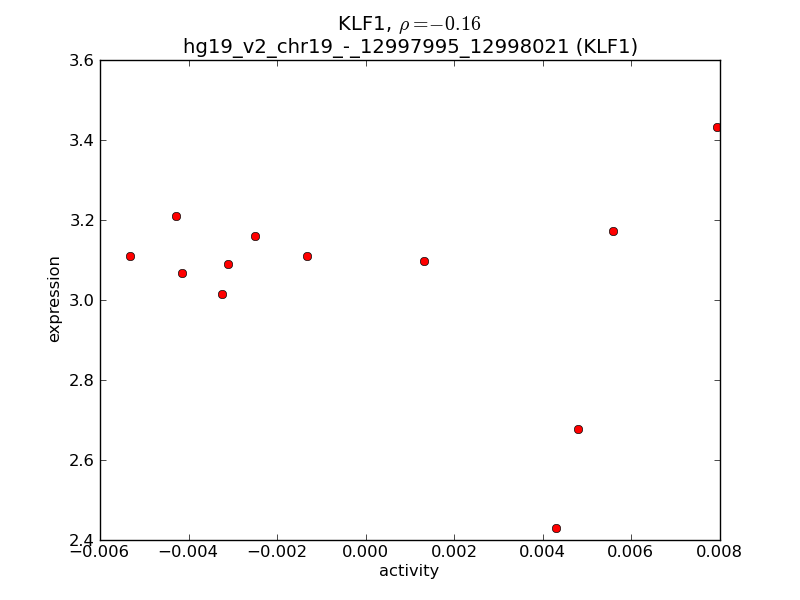 KLF1, ρ=−0.16
hg19_v2_chr19_-_12997995_12998021 (KLF1)
3.6
3.4
3.2
3.0
2.8
2.6
2.4
expression
−0.006 −0.004 −0.002 0.000 0.002 0.004 0.006 0.008
activity